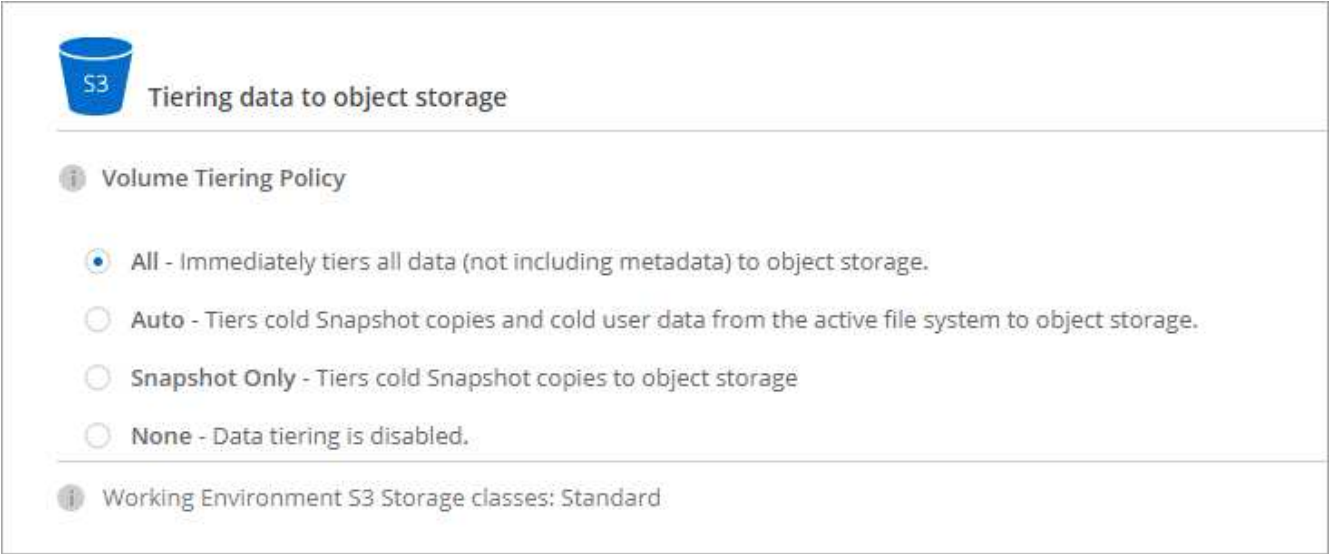 S3
Tiering data to object storage
Volume Tiering Policy
All - Immediately tiers all data (not including metadata) to object storage.
Auto - Tiers cold Snapshot copies and cold user data from the active file system to object storage.
Snapshot Only - Tiers cold Snapshot copies to object storage
None - Data tiering is disabled.
Working Environment S3 Storage classes: Standard